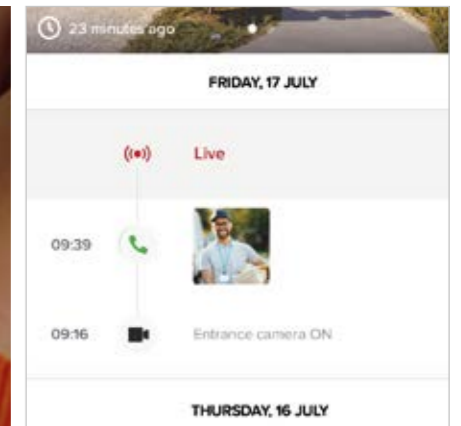 23 minutes ago
FRIDAY, 17 JULY
Live
09:39
09:16 Entrance camera ON
THURSDAY, 16 JULY